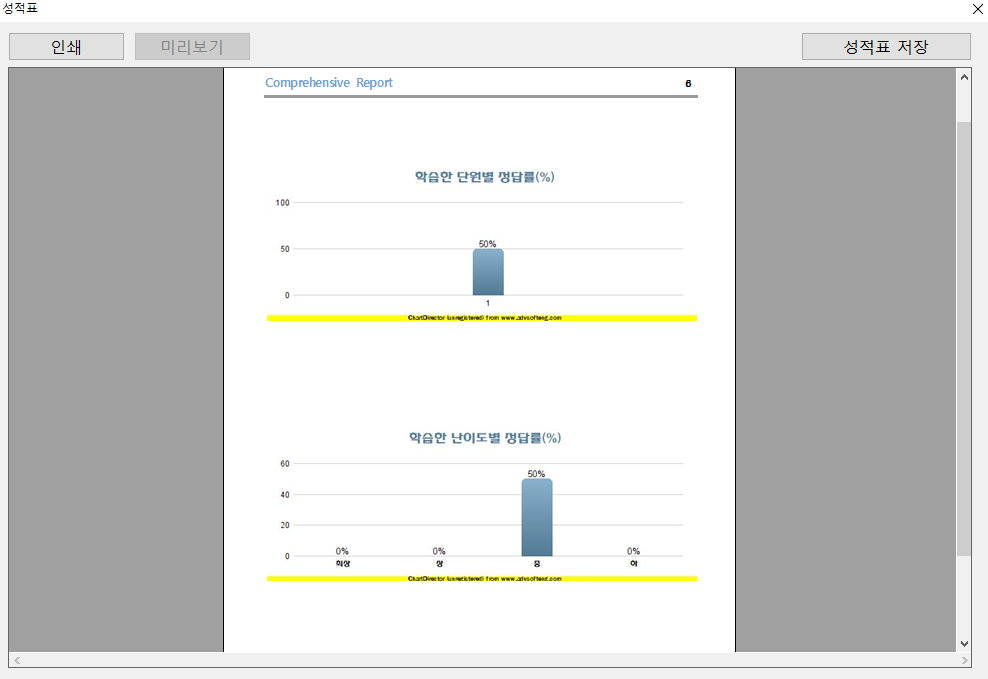 성적표
인쇄 미리보기 성적표 저장
Comprehensive Report 6
학습한 단원별 정답률(%)
100
50%
50
0
1
ChartDirector (unregistered) from www.advsofteng.com
학습한 난이도별 정답률(%)
60
50%
40
20
0% 0% 0%
0
최상 상 중 하
ChartDirector (unregistered) from www.advsofteng.com